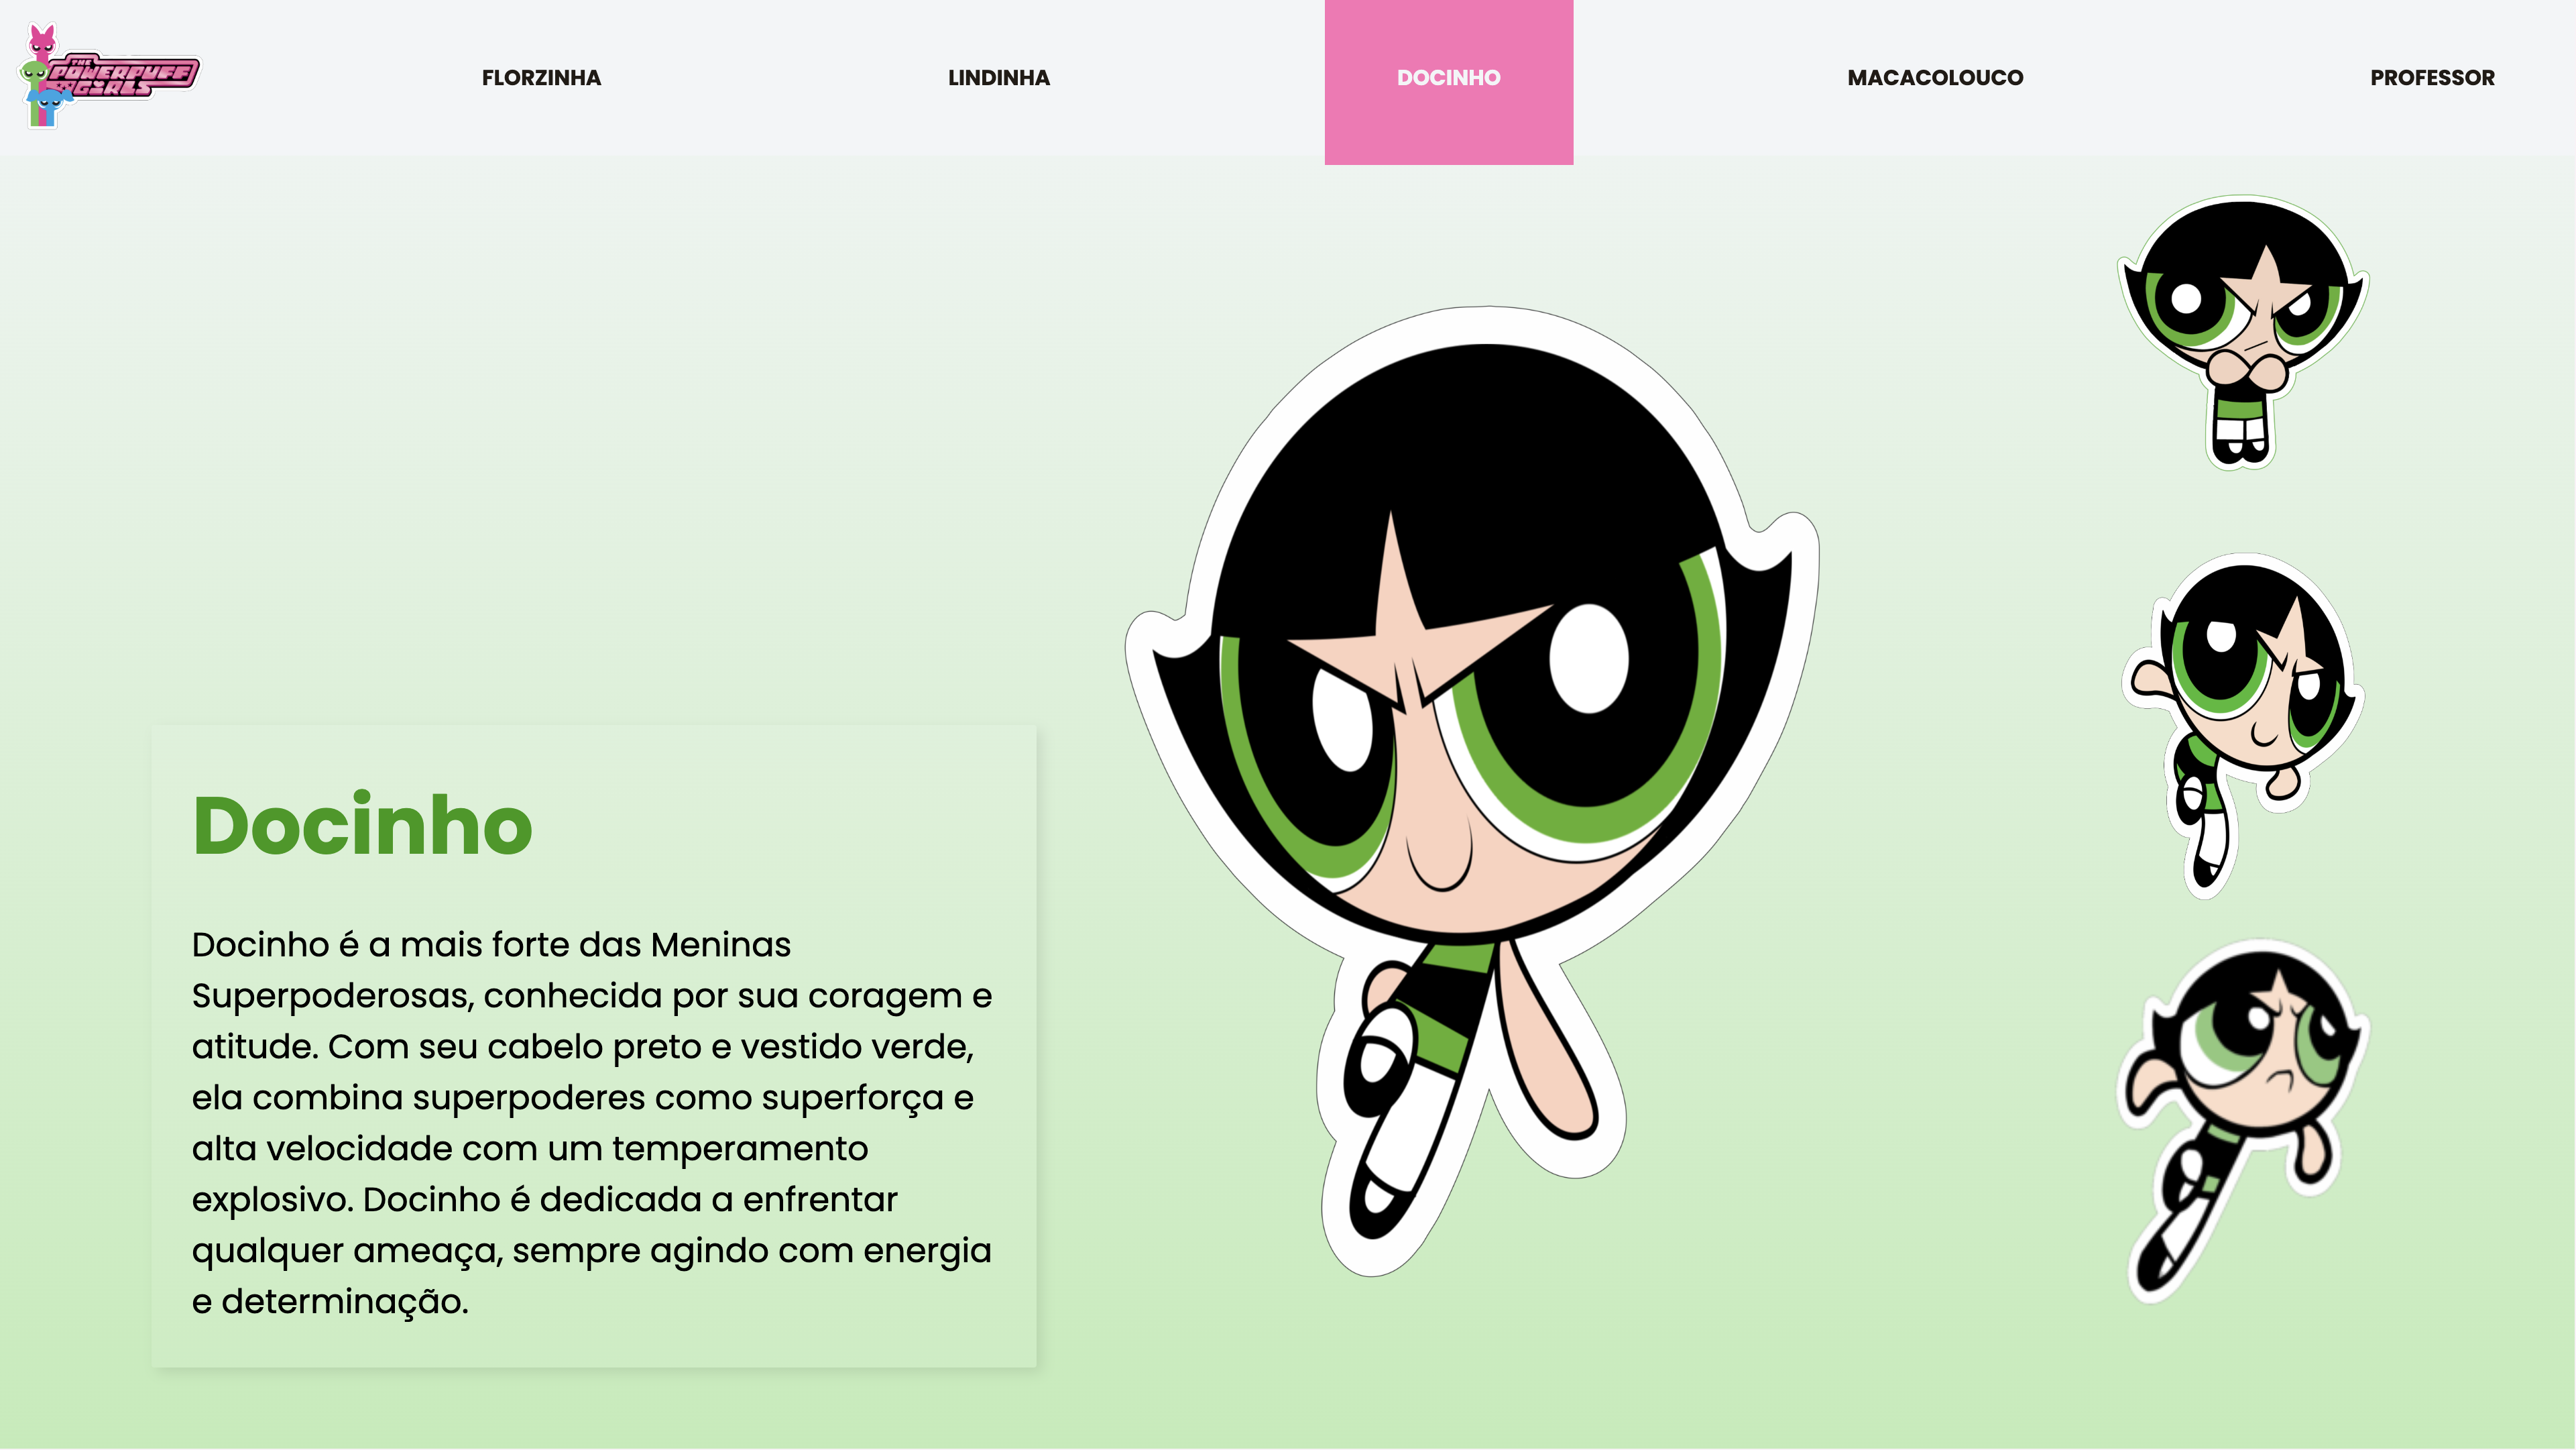 THE
POWERPUFF
GIRLS
FLORZINHA
LINDINHA
DOCINHO
MACACOLOUCO
PROFESSOR
Docinho
Docinho é a mais forte das Meninas
Superpoderosas, conhecida por sua coragem e
atitude. Com seu cabelo preto e vestido verde,
ela combina superpoderes como superforça e
alta velocidade com um temperamento
explosivo. Docinho é dedicada a enfrentar
qualquer ameaça, sempre agindo com energia
e determinação.